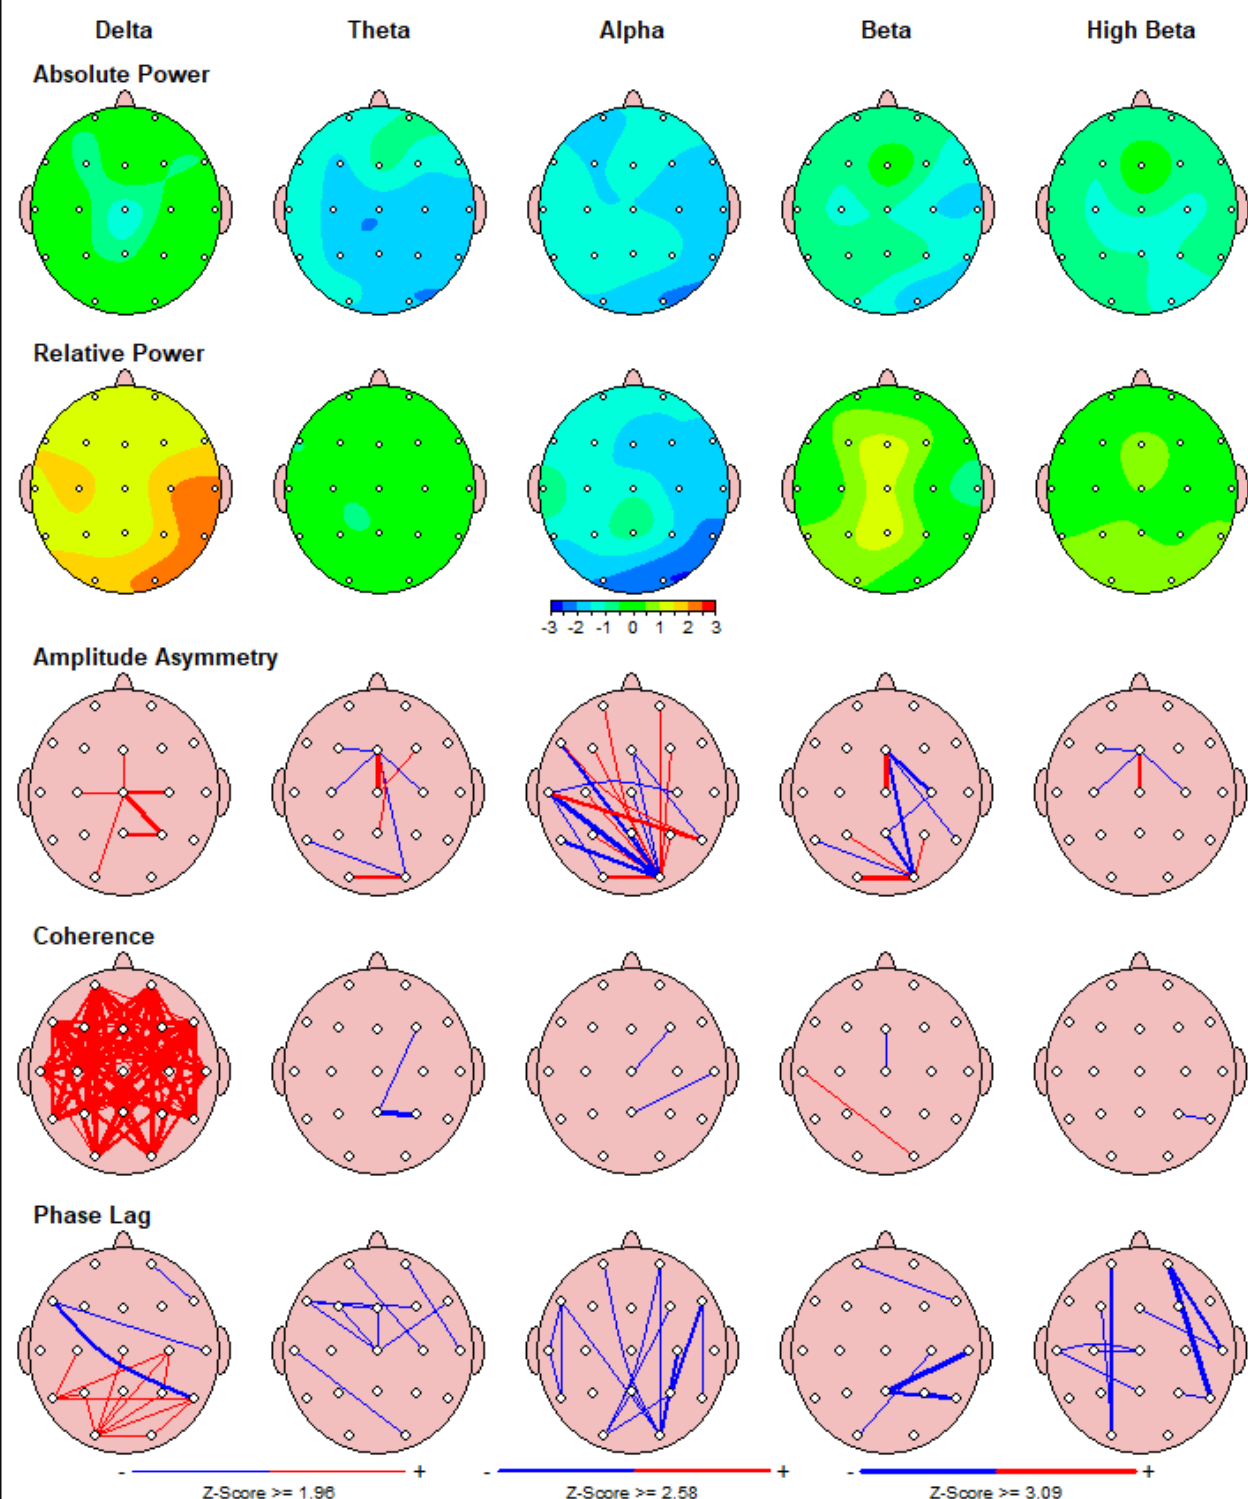 Delta Theta Alpha Beta High Beta
Absolute Power
Relative Power
-3 -2 -1 0 1 2 3
Amplitude Asymmetry
Coherence
Phase Lag
- + - + - +
Z-Score >= 1.96 Z-Score >= 2.58 Z-Score >= 3.09